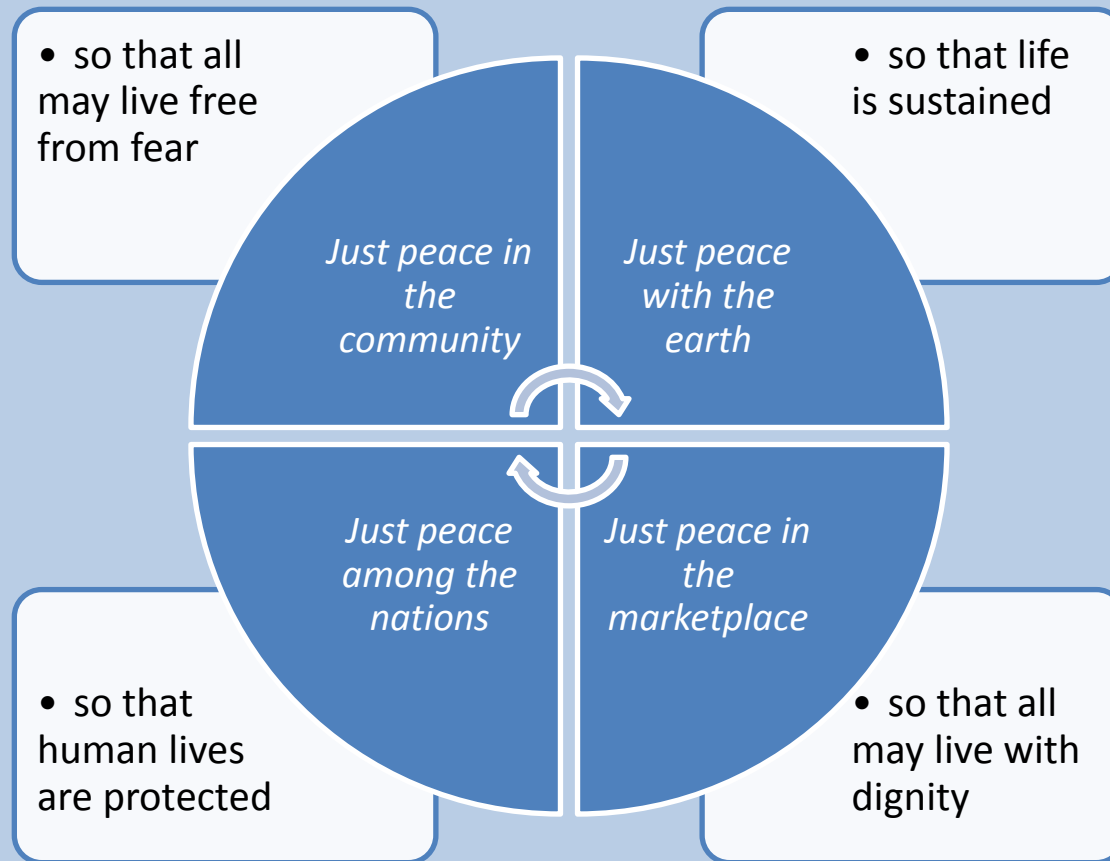 • so that all
may live free
from fear
• so that life
is sustained
Just peace in
the
community
Just peace
with the
earth
Just peace
among the
nations
Just peace in
the
marketplace
• so that
human lives
are protected
• so that all
may live with
dignity